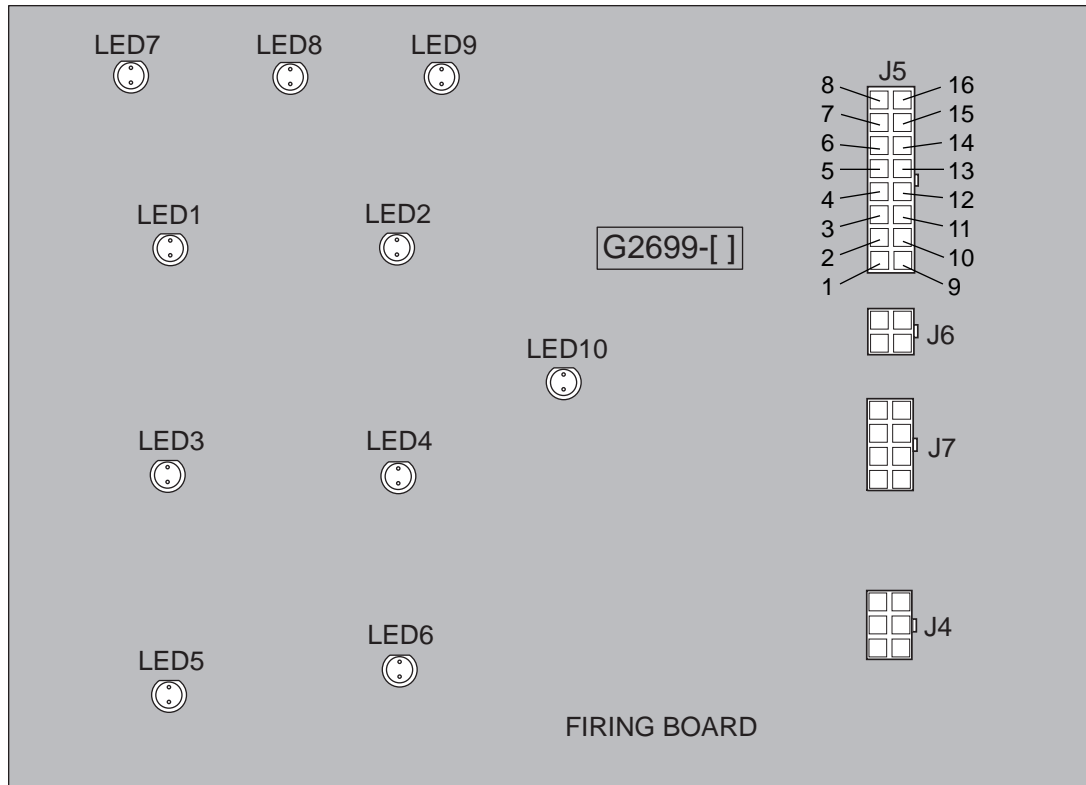 LED7 LED8 LED9
J5
8 16
7 15
6 14
5 13
4 12
3 11
2 10
1 9
LED1 LED2
G2699-[ ]
J6
LED10
LED3 LED4
J7
J4
LED5 LED6
FIRING BOARD